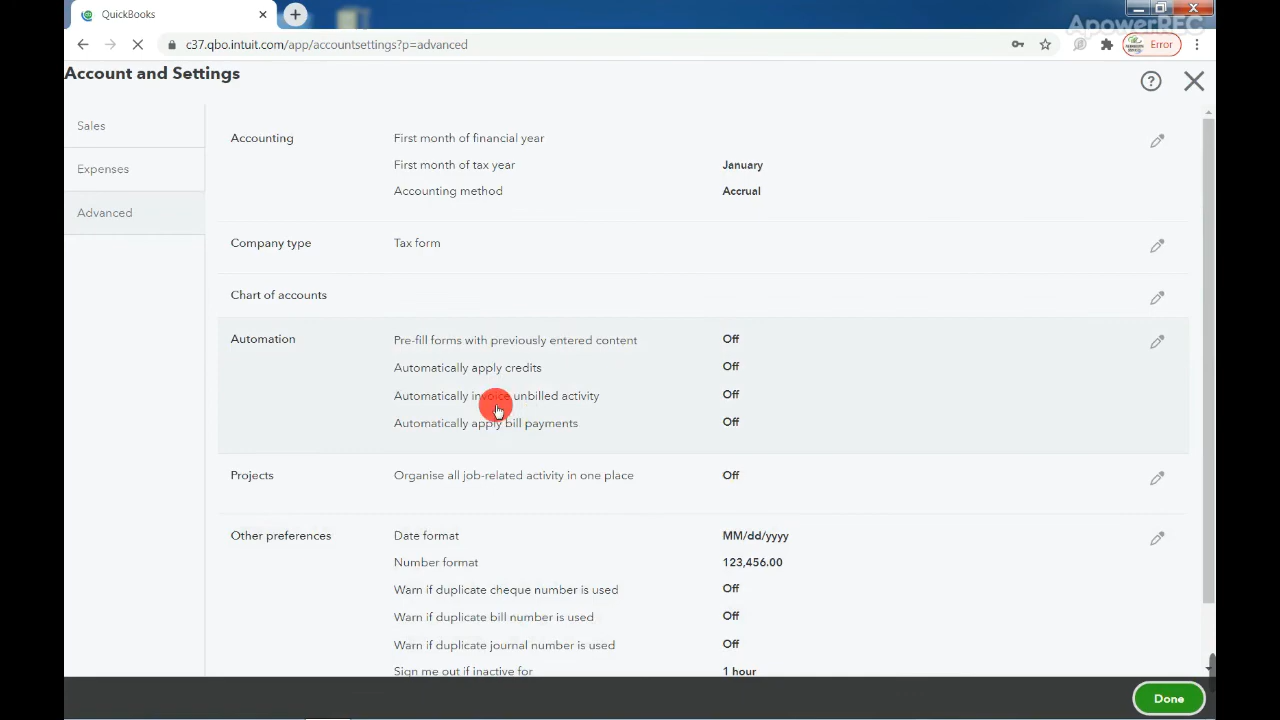 QuickBooks
ApowerREC
c37.qbo.intuit.com/app/accountsettings?p=advanced
Error
Account and Settings
Sales
Expenses
Advanced
Accounting
First month of financial year
First month of tax year January
Accounting method Accrual
Company type Tax form
Chart of accounts
Automation Pre-fill forms with previously entered content Off
Automatically apply credits Off
Automatically invoice unbilled activity Off
Automatically apply bill payments Off
Projects Organise all job-related activity in one place Off
Other preferences Date format MM/dd/yyyy
Number format 123,456.00
Warn if duplicate cheque number is used Off
Warn if duplicate bill number is used Off
Warn if duplicate journal number is used Off
Sign me out if inactive for 1 hour
Done